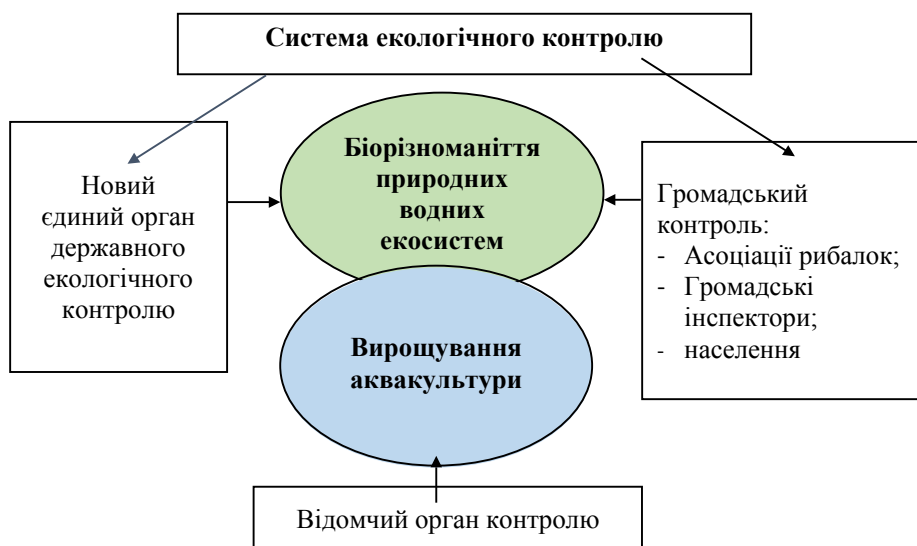 Система екологічного контролю
Біорізноманіття
природних
водних
екосистем
Новий
єдиний орган
державного
екологічного
контролю
Громадський
контроль:
- Асоціації рибалок;
- Громадські
інспектори;
- населення
Вирощування
аквакультури
Відомчий орган контролю